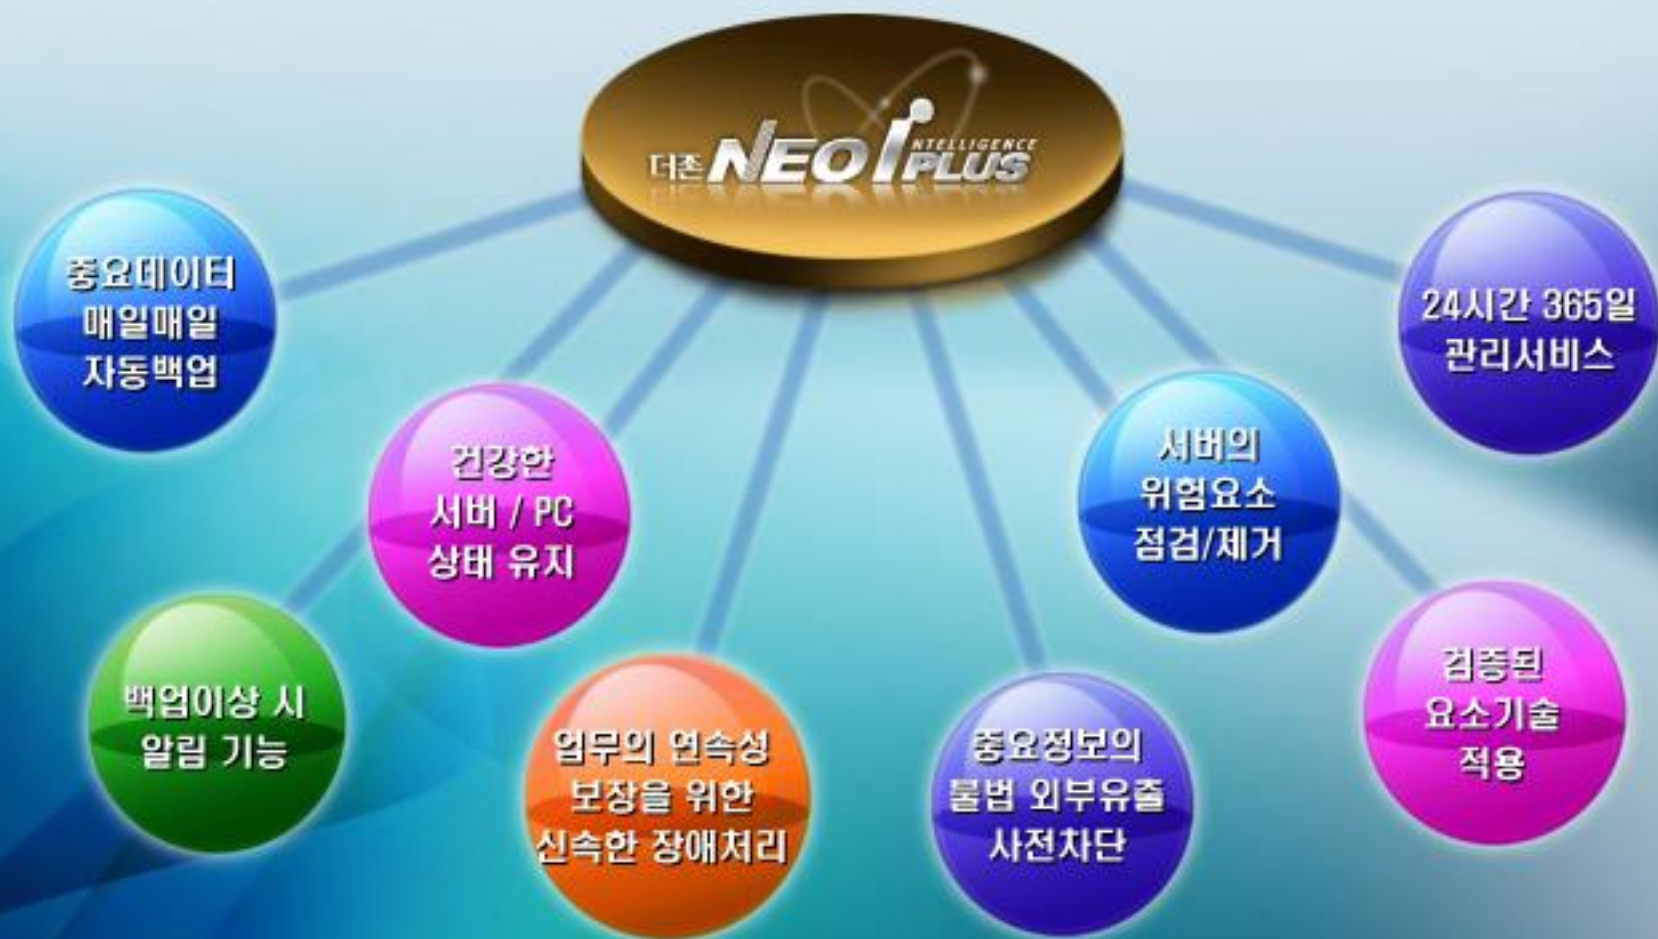 더존 NEO i NTELLIGENCE PLUS
중요데이터
매일매일
자동백업
24시간 365일
관리서비스
건강한
서버 / PC
상태 유지
서버의
위험요소
점검/제거
백업이상 시
알림 기능
업무의 연속성
보장을 위한
신속한 장애처리
중요정보의
불법 외부유출
사전차단
검증된
요소기술
적용